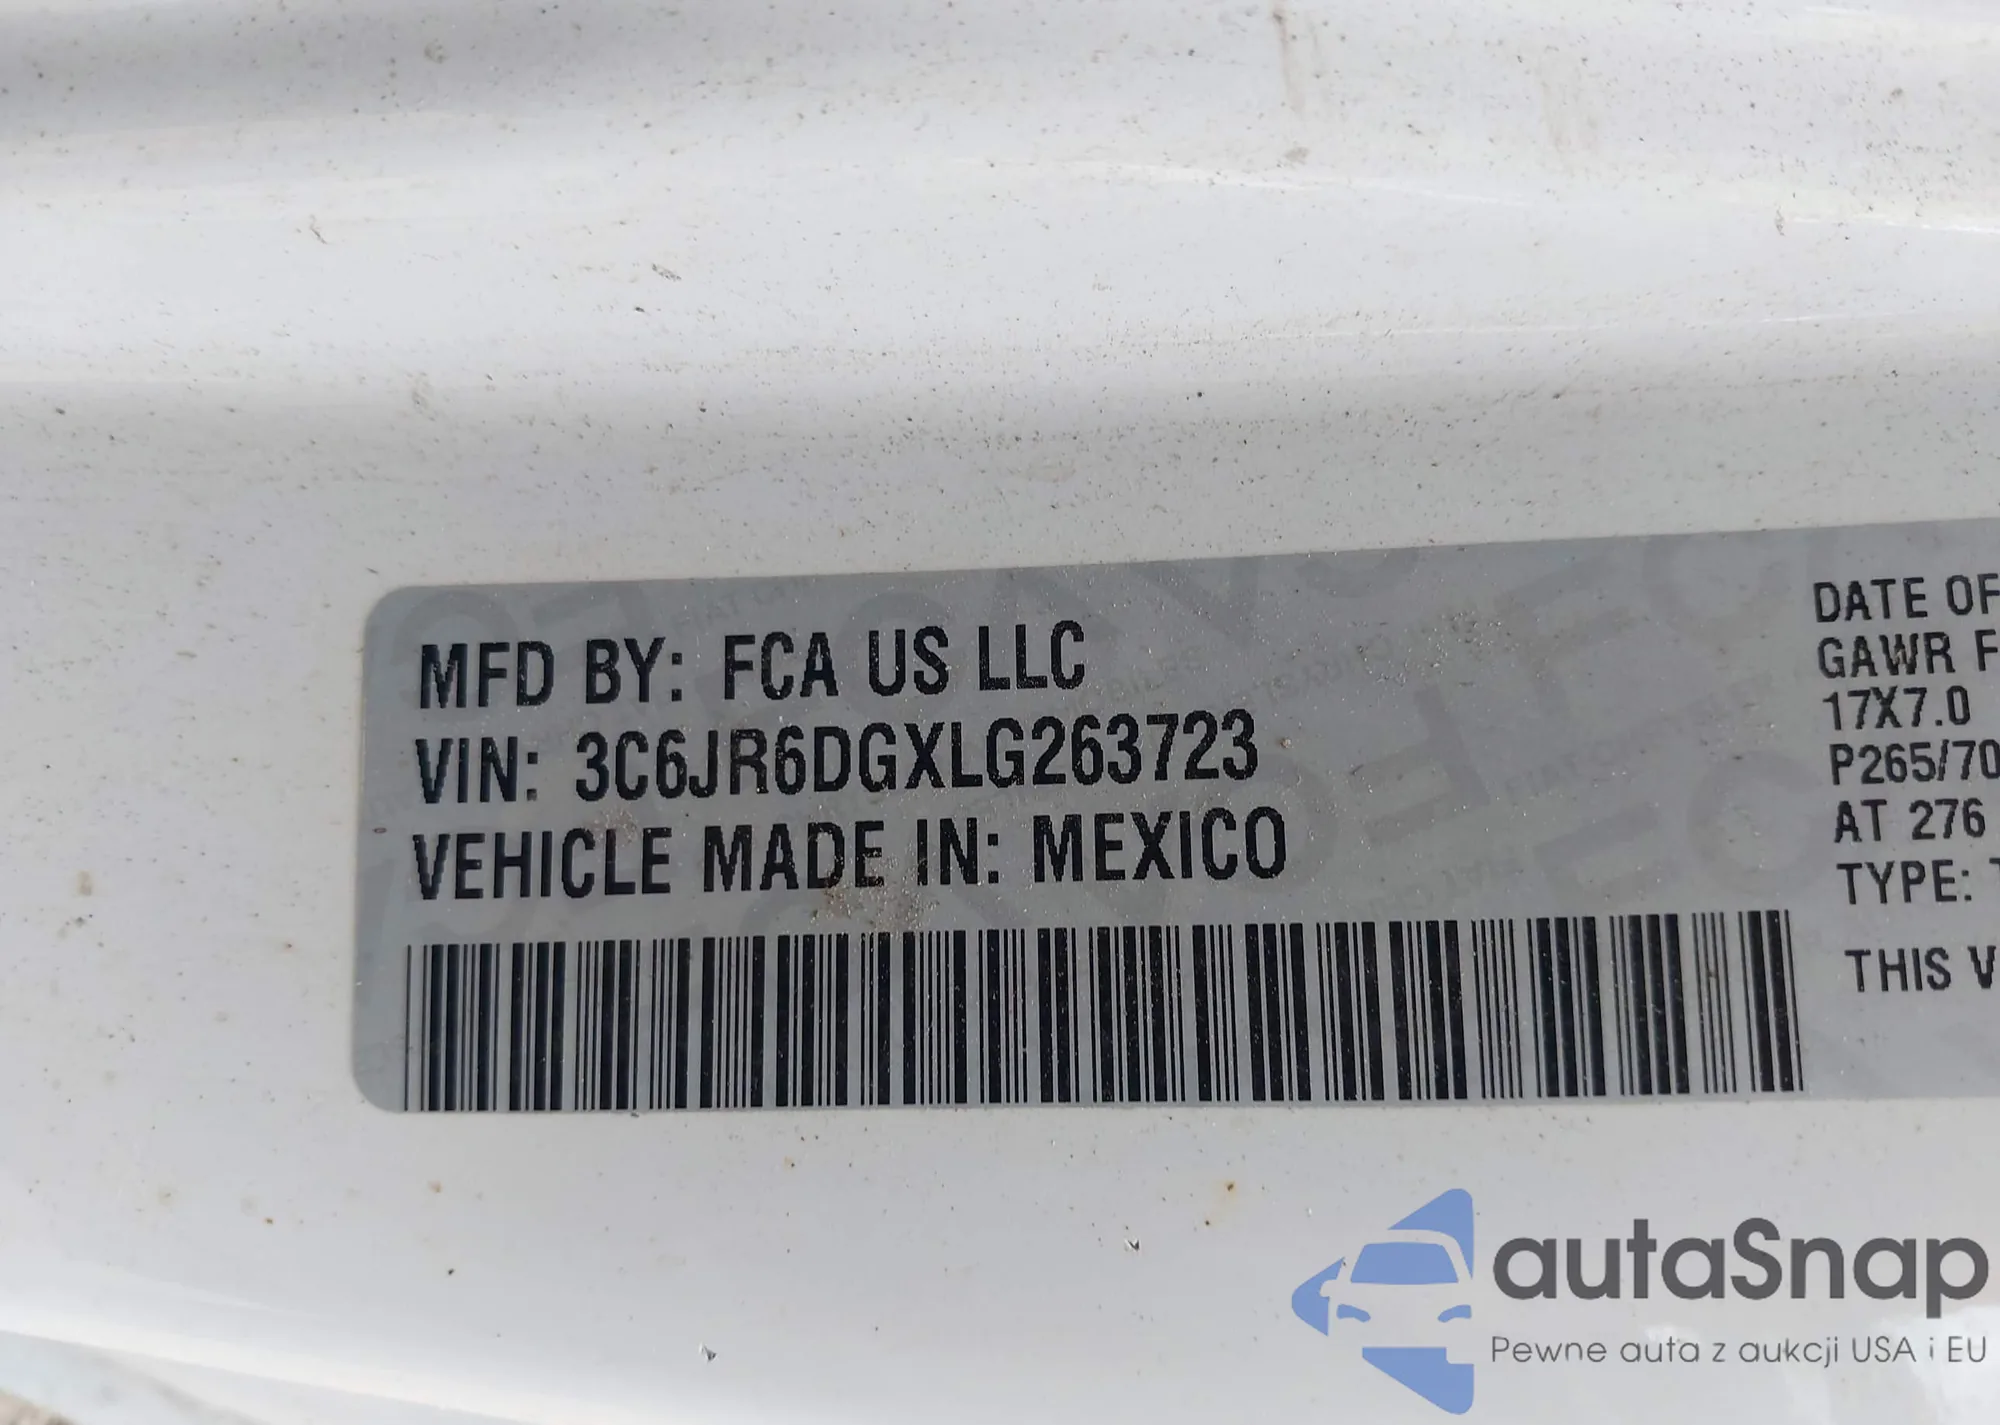 MFD BY: FCA US LLC
VIN: 3C6JR6DGXLG263723
VEHICLE MADE IN: MEXICO
DATE OF
GAWR F
17X7.0
P265/70
AT 276
TYPE: T
THIS V
autaSnap
Pewne auta z aukcji USA i EU